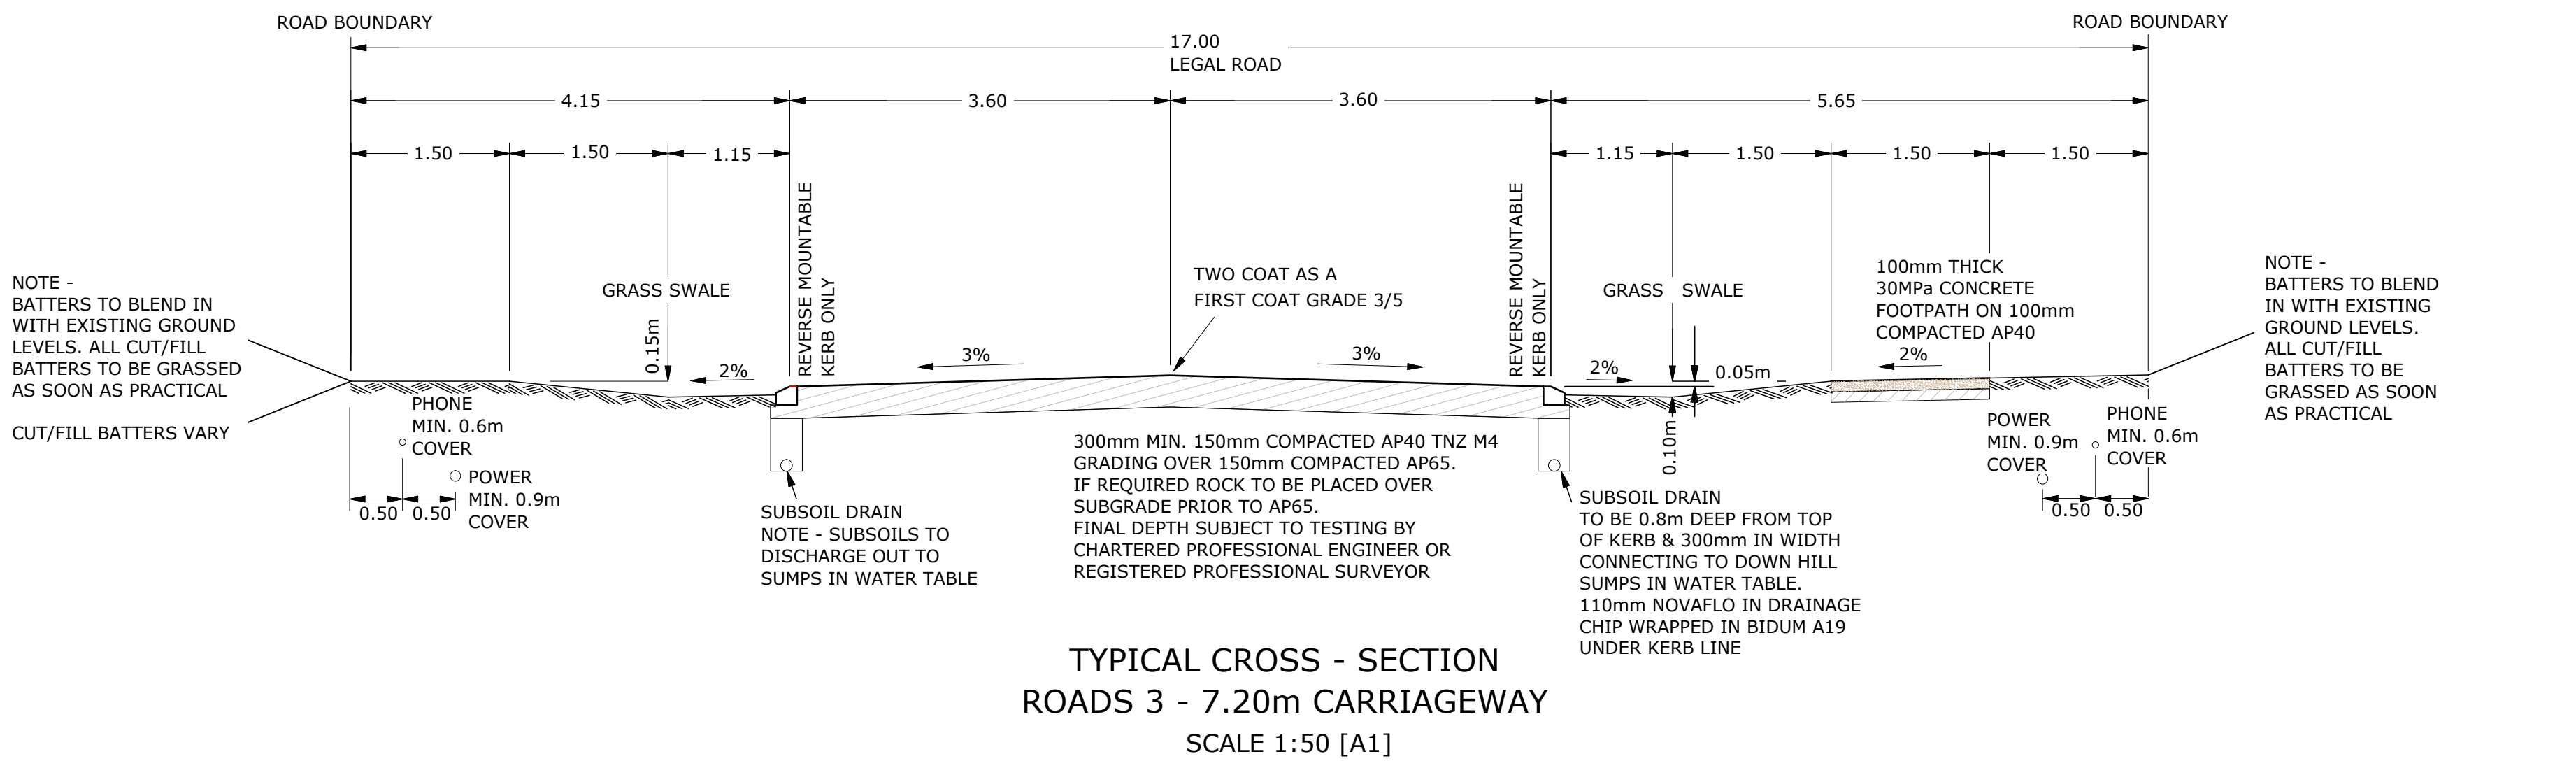 ROAD BOUNDARY
ROAD BOUNDARY
17.00
LEGAL ROAD
4.15
3.60
3.60
5.65
1.50
1.50
1.15
1.15
1.50
1.50
1.50
NOTE -
BATTERS TO BLEND IN
WITH EXISTING GROUND
LEVELS. ALL CUT/FILL
BATTERS TO BE GRASSED
AS SOON AS PRACTICAL
CUT/FILL BATTERS VARY
GRASS SWALE
0.15m
2%
REVERSE MOUNTABLE
KERB ONLY
3%
TWO COAT AS A
FIRST COAT GRADE 3/5
3%
REVERSE MOUNTABLE
KERB ONLY
GRASS SWALE
2%
0.05m
0.10m
100mm THICK
30MPa CONCRETE
FOOTPATH ON 100mm
COMPACTED AP40
2%
NOTE -
BATTERS TO BLEND
IN WITH EXISTING
GROUND LEVELS.
ALL CUT/FILL
BATTERS TO BE
GRASSED AS SOON
AS PRACTICAL
PHONE
MIN. 0.6m
COVER
POWER
MIN. 0.9m
COVER
0.50
0.50
SUBSOIL DRAIN
NOTE - SUBSOILS TO
DISCHARGE OUT TO
SUMPS IN WATER TABLE
300mm MIN. 150mm COMPACTED AP40 TNZ M4
GRADING OVER 150mm COMPACTED AP65.
IF REQUIRED ROCK TO BE PLACED OVER
SUBGRADE PRIOR TO AP65.
FINAL DEPTH SUBJECT TO TESTING BY
CHARTERED PROFESSIONAL ENGINEER OR
REGISTERED PROFESSIONAL SURVEYOR
SUBSOIL DRAIN
TO BE 0.8m DEEP FROM TOP
OF KERB & 300mm IN WIDTH
CONNECTING TO DOWN HILL
SUMPS IN WATER TABLE.
110mm NOVAFLO IN DRAINAGE
CHIP WRAPPED IN BIDUM A19
UNDER KERB LINE
POWER
MIN. 0.9m
COVER
PHONE
MIN. 0.6m
COVER
0.50
0.50
TYPICAL CROSS - SECTION
ROADS 3 - 7.20m CARRIAGEWAY
SCALE 1:50 [A1]